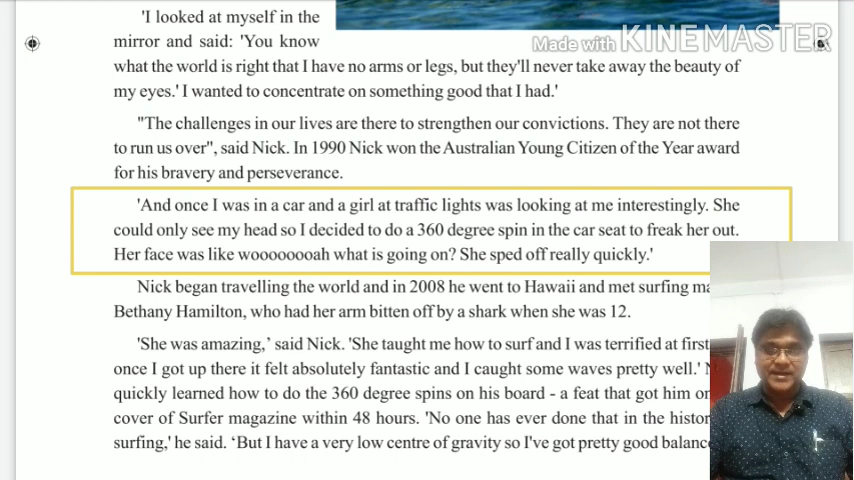 'I looked at myself in the
mirror and said: 'You know
Made with KINEMASTER
what the world is right that I have no arms or legs, but they'll never take away the beauty of
my eyes.' I wanted to concentrate on something good that I had.'
"The challenges in our lives are there to strengthen our convictions. They are not there
to run us over", said Nick. In 1990 Nick won the Australian Young Citizen of the Year award
for his bravery and perseverance.
'And once I was in a car and a girl at traffic lights was looking at me interestingly. She
could only see my head so I decided to do a 360 degree spin in the car seat to freak her out.
Her face was like woooooooah what is going on? She sped off really quickly.'
Nick began travelling the world and in 2008 he went to Hawaii and met surfing
Bethany Hamilton, who had her arm bitten off by a shark when she was 12.
'She was amazing,' said Nick. 'She taught me how to surf and I was terrified at first
once I got up there it felt absolutely fantastic and I caught some waves pretty well.'
quickly learned how to do the 360 degree spins on his board - a feat that got him
cover of Surfer magazine within 48 hours. 'No one has ever done that in the
surfing,' he said. 'But I have a very low centre of gravity so I've got pretty good balance